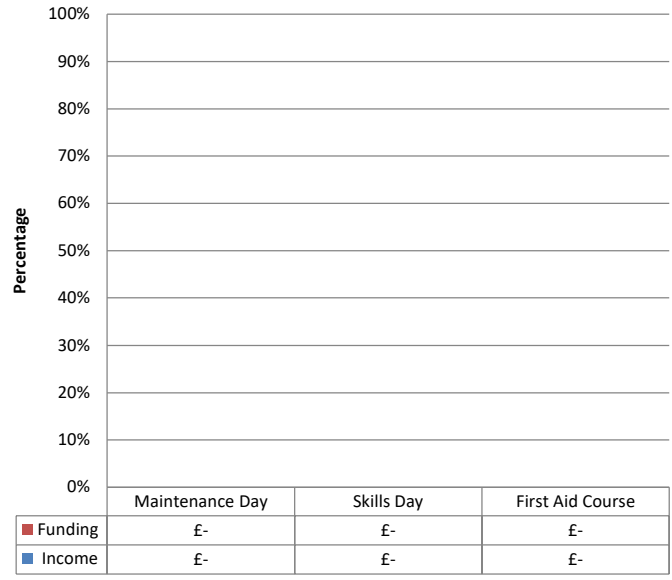 100%
90%
80%
70%
60%
50%
40%
30%
20%
10%
0%
Percentage
Maintenance Day Skills Day First Aid Course
Funding £- £- £-
Income £- £- £-